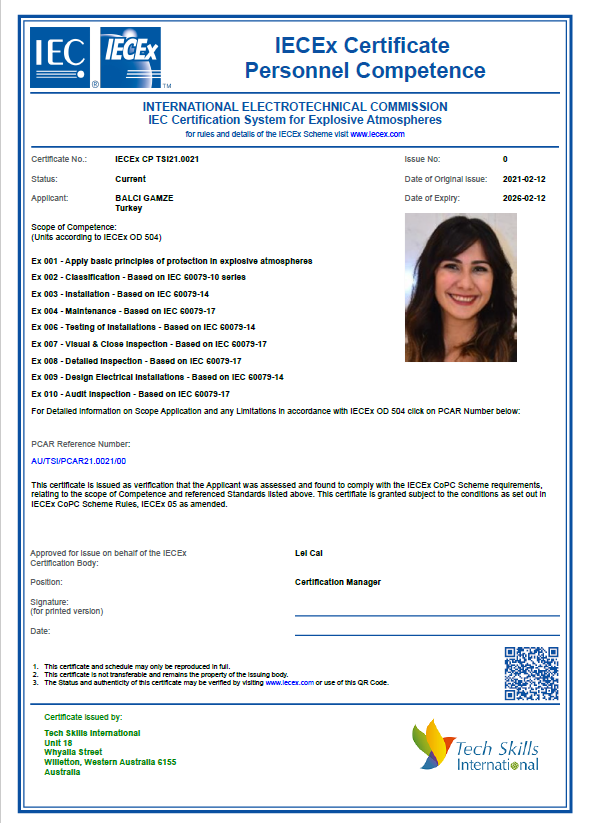 IEC
IECEx
® TM
IECEx Certificate
Personnel Competence
INTERNATIONAL ELECTROTECHNICAL COMMISSION
IEC Certification System for Explosive Atmospheres
for rules and details of the IECEx Scheme visit www.iecex.com
Certificate No.: IECEx CP TSI21.0021 Issue No: 0
Status: Current Date of Original Issue: 2021-02-12
Applicant: BALCI GAMZE Date of Expiry: 2026-02-12
Turkey
Scope of Competence:
(Units according to IECEx OD 504)
Ex 001 - Apply basic principles of protection in explosive atmospheres
Ex 002 - Classification - Based on IEC 60079-10 series
Ex 003 - Installation - Based on IEC 60079-14
Ex 004 - Maintenance - Based on IEC 60079-17
Ex 006 - Testing of Installations - Based on IEC 60079-14
Ex 007 - Visual & Close Inspection - Based on IEC 60079-17
Ex 008 - Detailed Inspection - Based on IEC 60079-17
Ex 009 - Design Electrical Installations - Based on IEC 60079-14
Ex 010 - Audit Inspection - Based on IEC 60079-17
For Detailed Information on Scope Application and any Limitations in accordance with IECEx OD 504 click on PCAR Number below:
PCAR Reference Number:
AU/TSI/PCAR21.0021/00
This certificate is issued as verification that the Applicant was assessed and found to comply with the IECEx CoPC Scheme requirements,
relating to the scope of Competence and referenced Standards listed above. This certifiate is granted subject to the conditions as set out in
IECEx CoPC Scheme Rules, IECEx 05 as amended.
Approved for issue on behalf of the IECEx Lei Cai
Certification Body:
Position: Certification Manager
Signature:
(for printed version)
Date:
1. This certificate and schedule may only be reproduced in full.
2. This certificate is not transferable and remains the property of the issuing body.
3. The Status and authenticity of this certificate may be verified by visiting www.iecex.com or use of this QR Code.
Certificate issued by:
Tech Skills International
Unit 18
Whyalla Street
Willetton, Western Australia 6155
Australia
Tech Skills
International